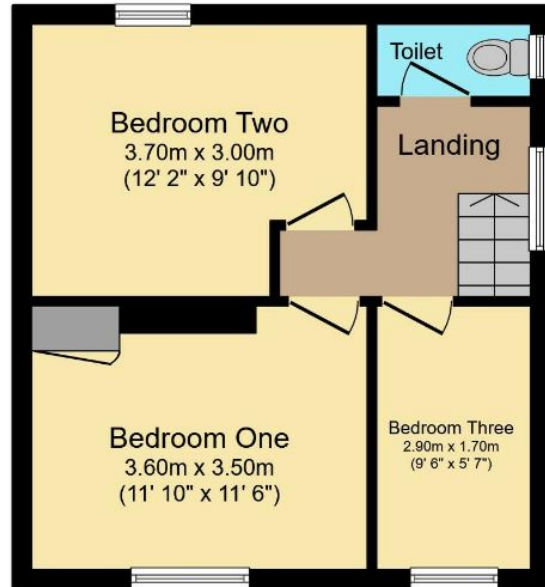 Bedroom Two
3.70m x 3.00m
(12' 2" x 9' 10")
Toilet
Landing
Bedroom One
3.60m x 3.50m
(11' 10" x 11' 6")
Bedroom Three
2.90m x 1.70m
(9' 6" x 5' 7")